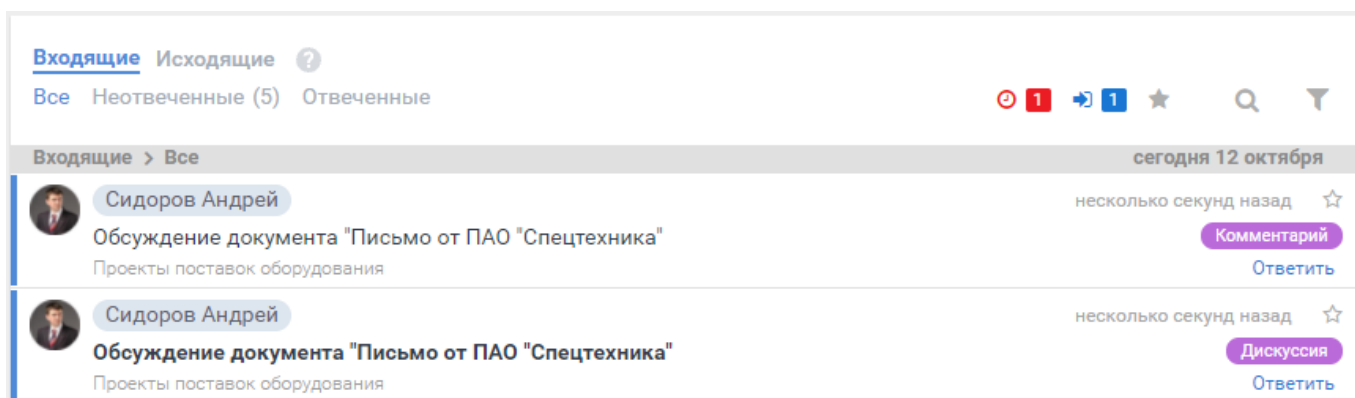 Входящие Исходящие ?
Все Неотвеченные (5) Отвеченные 1 1
Входящие > Все сегодня 12 октября
Сидоров Андрей несколько секунд назад
Обсуждение документа "Письмо от ПАО "Спецтехника" Комментарий
Проекты поставок оборудования Ответить
Сидоров Андрей несколько секунд назад
Обсуждение документа "Письмо от ПАО "Спецтехника" Дискуссия
Проекты поставок оборудования Ответить